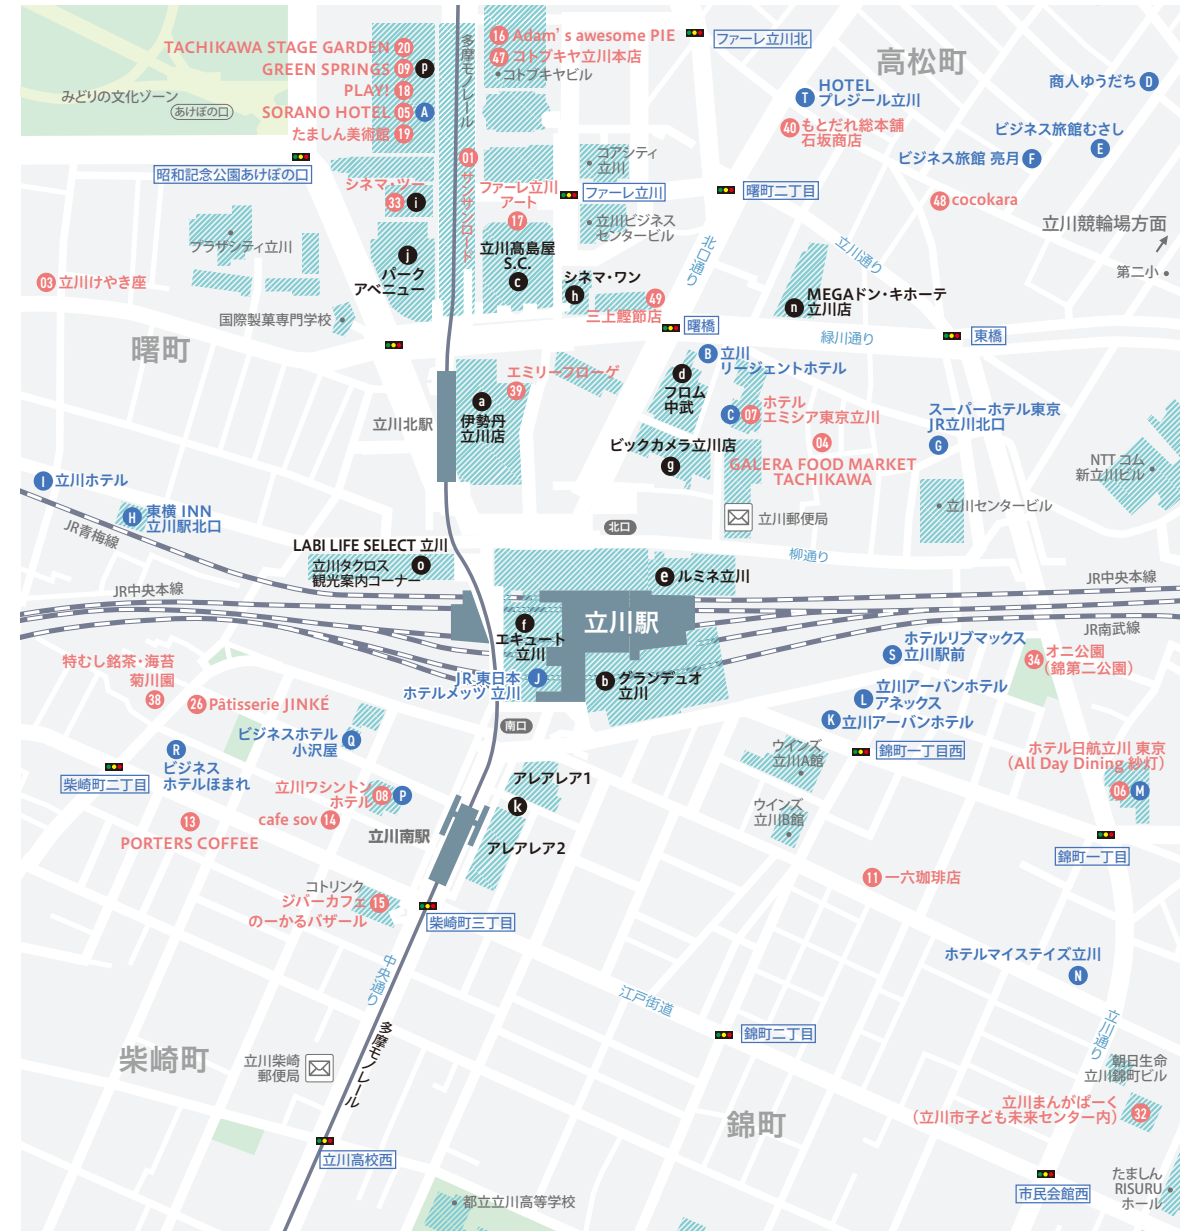 TACHIKAWA STAGE GARDEN 20
GREEN SPRINGS 09 p
PLAY! 18
SORANO HOTEL 05 A
たましん美術館 19
みどりの文化ゾーン
あけぼの口
昭和記念公園あけぼの口
多摩モノレール
01
サンサンロード
16 Adam's awesome PIE
47 コトブキヤ立川本店
コトブキヤビル
ファーレ立川北
高松町
T HOTEL
プレジール立川
40 もとだれ総本舗
石坂商店
商人ゆうだち D
ビジネス旅館むさし
E
ビジネス旅館 亮月 F
48 cocokara
立川競輪場方面
第二小
コアシティ
立川
ファーレ立川
曙町二丁目
立川ビジネス
センタービル
シネマ・ツー
33 i
ファーレ立川
アート
17
プラザシティ立川
j
パーク
アベニュー
立川髙島屋
S.C.
c
シネマ・ワン
h
49
三上鰹節店
北口通り
立川通り
MEGAドン・キホーテ
n 立川店
03 立川けやき座
国際製菓専門学校
曙町
曙橋
緑川通り
東橋
B 立川
リージェントホテル
エミリーフローゲ
39
a
伊勢丹
立川店
立川北駅
d
フロム
中武
C 07 ホテル
エミシア東京立川
ビックカメラ立川店
g
04
GALERA FOOD MARKET
TACHIKAWA
スーパーホテル東京
JR立川北口
G
NTT コム
新立川ビル
立川センタービル
立川郵便局
北口
柳通り
I 立川ホテル
H 東横 INN
立川駅北口
JR青梅線
LABI LIFE SELECT 立川
立川タクロス
観光案内コーナー
o
JR中央本線
e ルミネ立川
JR中央本線
JR南武線
f
エキュート
立川
立川駅
JR 東日本
ホテルメッツ 立川
J
b グランデュオ
立川
ホテルリブマックス
S 立川駅前
34 オニ公園
(錦第二公園)
立川アーバンホテル
L アネックス
K 立川アーバンホテル
特むし銘茶・海苔
菊川園
38
26 Pâtisserie JINKÉ
ビジネスホテル
小沢屋 Q
R
ビジネス
ホテルほまれ
柴崎町二丁目
南口
ウインズ
立川A館
錦町一丁目西
ホテル日航立川 東京
(All Day Dining 紗灯)
06 M
立川ワシントン
ホテル
08 P
アレアレア1
k
アレアレア2
ウインズ
立川B館
13
PORTERS COFFEE
cafe sov 14
立川南駅
錦町一丁目
コトリンク
ジバーカフェ
のーかるバザール
15
柴崎町三丁目
11 一六珈琲店
ホテルマイステイズ立川
N
中央通り
江戸街道
錦町二丁目
立川通り
多摩モノレール
柴崎町
立川柴崎
郵便局
朝日生命
立川錦町ビル
立川まんがぱーく
(立川市子ども未来センター内)
32
錦町
立川高校西
都立立川高等学校
市民会館西
たましん
RISURU
ホール